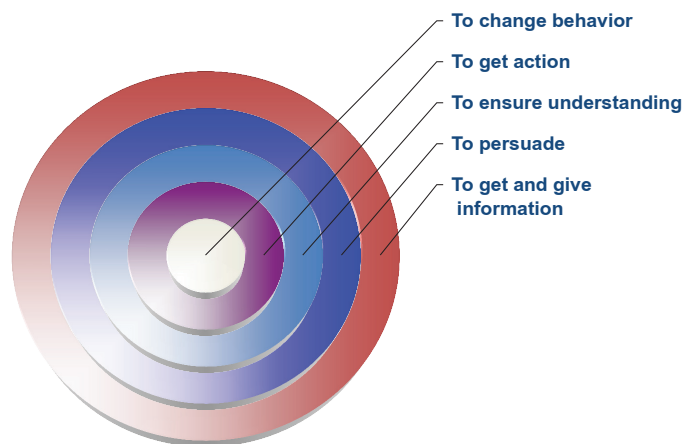 To change behavior
To get action
To ensure understanding
To persuade
To get and give
information